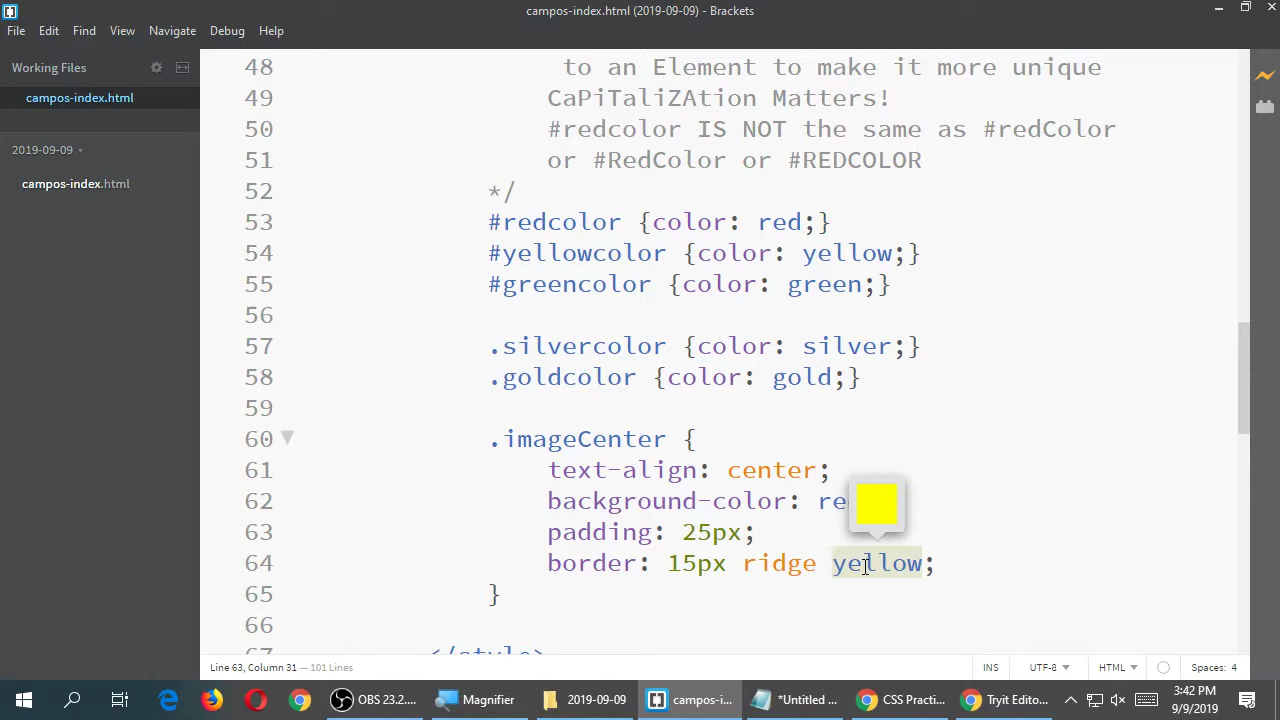 campos-index.html (2019-09-09) - Brackets
File Edit Find View Navigate Debug Help
Working Files
campos-index.html
2019-09-09
campos-index.html
48 to an Element to make it more unique
49 CaPiTaliZAtion Matters!
50 #redcolor IS NOT the same as #redColor
51 or #RedColor or #REDCOLOR
52 */
53 #redcolor {color: red;}
54 #yellowcolor {color: yellow;}
55 #greencolor {color: green;}
56
57 .silvercolor {color: silver;}
58 .goldcolor {color: gold;}
59
60 .imageCenter {
61 text-align: center;
62 background-color: re
63 padding: 25px;
64 border: 15px ridge yellow;
65 }
66
67 </style>
Line 63, Column 31 — 101 Lines
INS UTF-8 HTML Spaces: 4
OBS 23.2.... Magnifier 2019-09-09 campos-i... *Untitled ... CSS Practi... Tryit Edito...
3:42 PM
9/9/2019